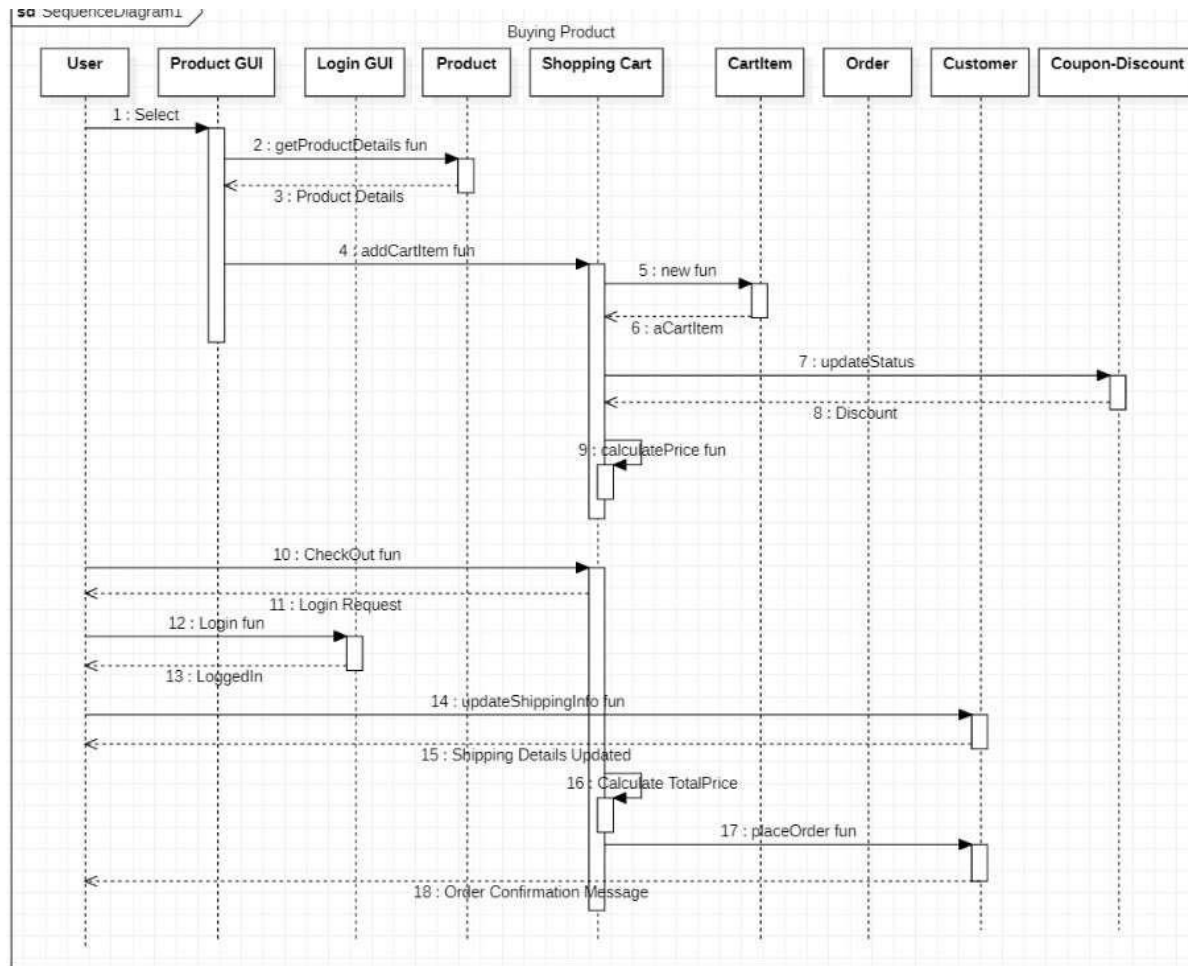 sd SequenceDiagram1
Buying Product
User
Product GUI
Login GUI
Product
Shopping Cart
CartItem
Order
Customer
Coupon-Discount
1 : Select
2 : getProductDetails fun
3 : Product Details
4 : addCartItem fun
5 : new fun
6 : aCartItem
7 : updateStatus
8 : Discount
9 : calculatePrice fun
10 : CheckOut fun
11 : Login Request
12 : Login fun
13 : LoggedIn
14 : updateShippingInfo fun
15 : Shipping Details Updated
16 : Calculate TotalPrice
17 : placeOrder fun
18 : Order Confirmation Message